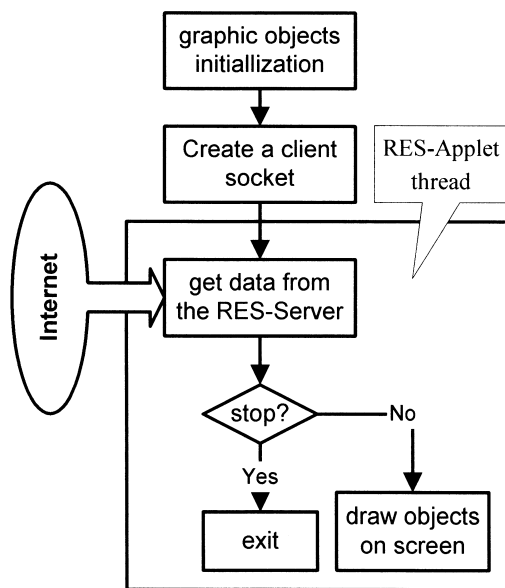 graphic objects
initiallization
Create a client
socket
RES-Applet
thread
Internet
get data from
the RES-Server
stop?
No
Yes
exit
draw objects
on screen